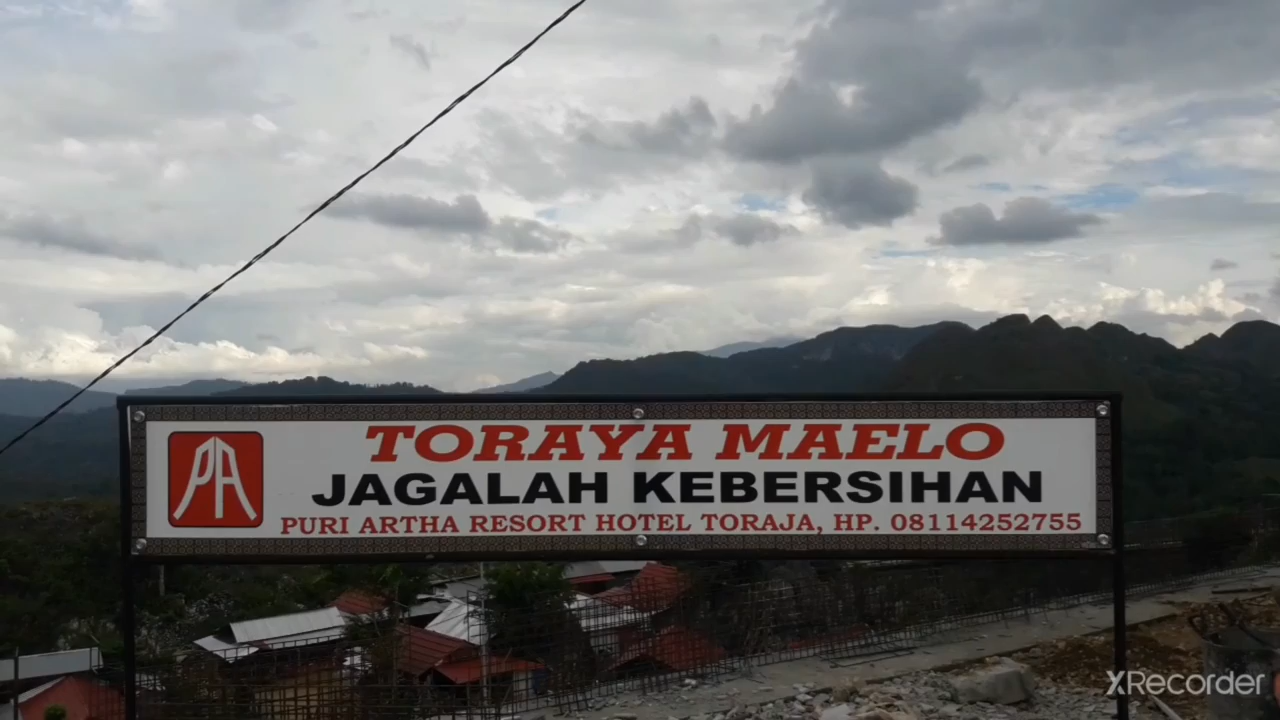 TORAYA MAELO
PA
JAGALAH KEBERSIHAN
PURI ARTHA RESORT HOTEL TORAJA, HP. 08114252755
XRecorder